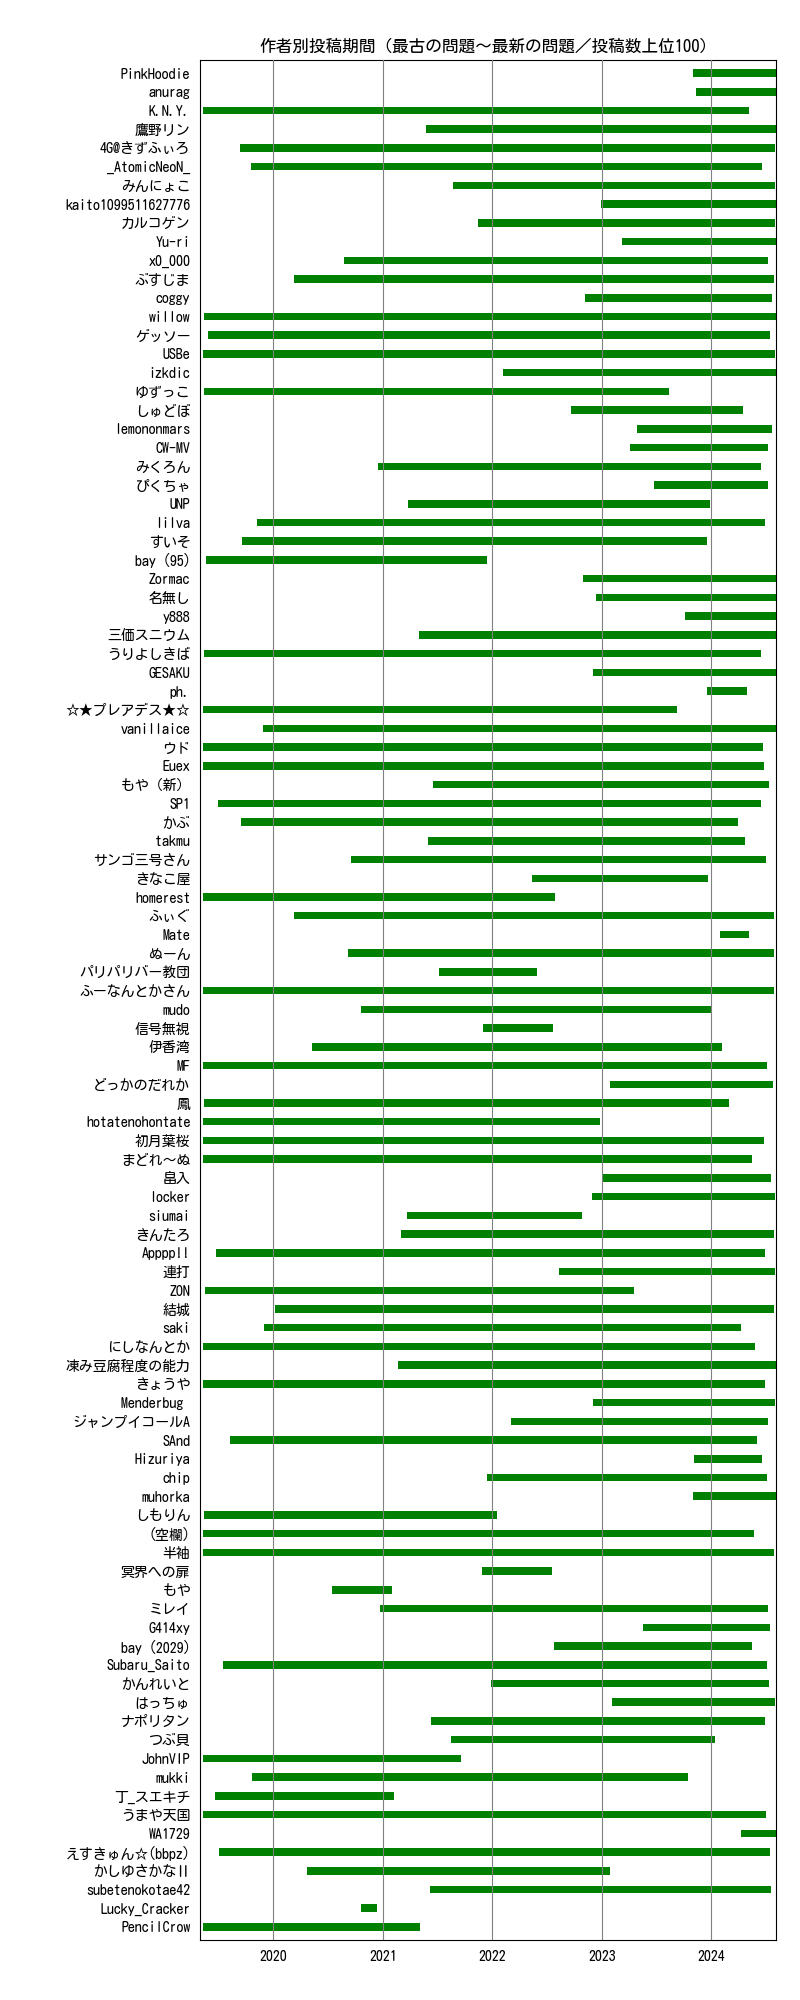 作者別投稿期間（最古の問題～最新の問題／投稿数上位100）
PinkHoodie
anurag
K.N.Y.
鷹野リン
4G@きずふぃろ
_AtomicNeoN_
みんにょこ
kaito1099511627776
カルコゲン
Yu-ri
x0_000
ぶすじま
coggy
willow
ゲッソー
USBe
izkdic
ゆずっこ
しゅどぼ
lemononmars
CW-MV
みくろん
ぴくちゃ
UNP
lilva
すいそ
bay (95)
Zormac
名無し
y888
三価スニウム
うりよしきば
GESAKU
ph.
☆★プレアデス★☆
vanillaice
ウド
Euex
もや（新）
SP1
かぶ
takmu
サンゴ三号さん
きなこ屋
homerest
ふぃぐ
Mate
ぬーん
パリパリバー教団
ふーなんとかさん
mudo
信号無視
伊香湾
MF
どっかのだれか
鳳
hotatenohontate
初月葉桜
まどれ～ぬ
畠入
locker
siumai
きんたろ
Appppll
連打
ZON
結城
saki
にしなんとか
凍み豆腐程度の能力
きょうや
Menderbug
ジャンプイコールA
SAnd
Hizuriya
chip
muhorka
しもりん
(空欄)
半袖
冥界への扉
もや
ミレイ
G414xy
bay (2029)
Subaru_Saito
かんれいと
はっちゅ
ナポリタン
つぶ貝
JohnVIP
mukki
丁_スエキチ
うまや天国
WA1729
えすきゅん☆(bbpz)
かしゆさかなⅡ
subetenokotae42
Lucky_Cracker
PencilCrow
2020 2021 2022 2023 2024